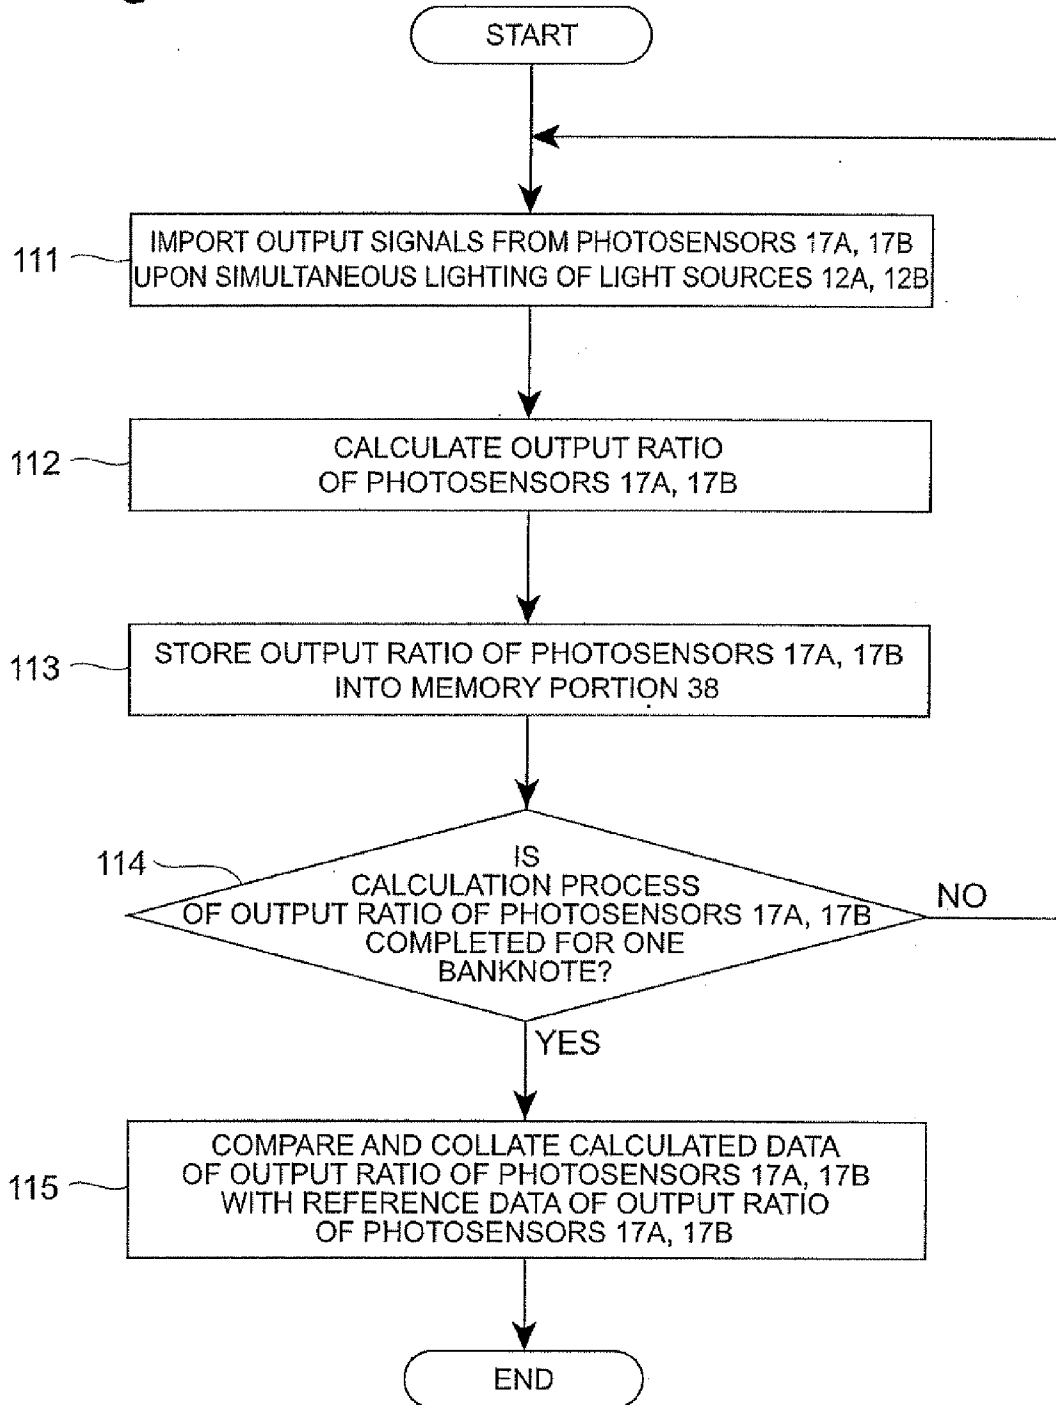 START
111
IMPORT OUTPUT SIGNALS FROM PHOTOSENSORS 17A, 17B
UPON SIMULTANEOUS LIGHTING OF LIGHT SOURCES 12A, 12B
112
CALCULATE OUTPUT RATIO
OF PHOTOSENSORS 17A, 17B
113
STORE OUTPUT RATIO OF PHOTOSENSORS 17A, 17B
INTO MEMORY PORTION 38
114
IS
CALCULATION PROCESS
OF OUTPUT RATIO OF PHOTOSENSORS 17A, 17B
COMPLETED FOR ONE
BANKNOTE?
NO
YES
115
COMPARE AND COLLATE CALCULATED DATA
OF OUTPUT RATIO OF PHOTOSENSORS 17A, 17B
WITH REFERENCE DATA OF OUTPUT RATIO
OF PHOTOSENSORS 17A, 17B
END